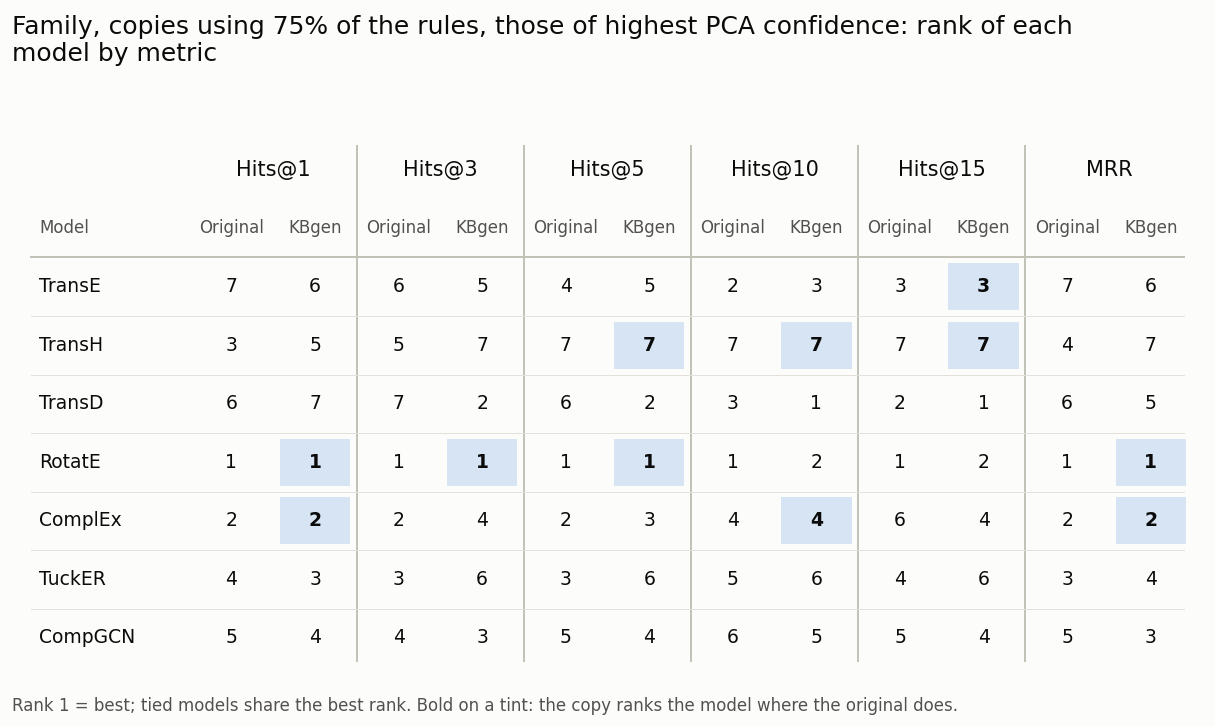 Family, copies using 75% of the rules, those of highest PCA confidence: rank of each
model by metric
Hits@1 Hits@3 Hits@5 Hits@10 Hits@15 MRR
Model Original KBgen Original KBgen Original KBgen Original KBgen Original KBgen Original KBgen
TransE 7 6 6 5 4 5 2 3 3 3 7 6
TransH 3 5 5 7 7 7 7 7 7 7 4 7
TransD 6 7 7 2 6 2 3 1 2 1 6 5
RotatE 1 1 1 1 1 1 1 2 1 2 1 1
ComplEx 2 2 2 4 2 3 4 4 6 4 2 2
TuckER 4 3 3 6 3 6 5 6 4 6 3 4
CompGCN 5 4 4 3 5 4 6 5 5 4 5 3
Rank 1 = best; tied models share the best rank. Bold on a tint: the copy ranks the model where the original does.